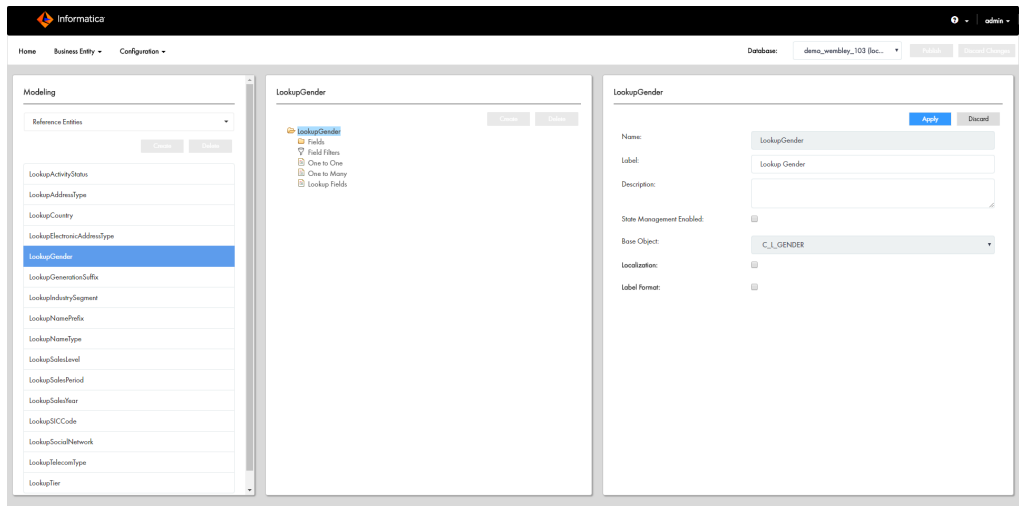 Informatica
admin
Home Business Entity Configuration Database: demo_wembley_103 (loc... Publish Discard Changes
Modeling
Reference Entities
Create Delete
LookupActivityStatus
LookupAddressType
LookupCountry
LookupElectronicAddressType
LookupGender
LookupGenerationSuffix
LookupIndustrySegment
LookupNamePrefix
LookupNameType
LookupSalesLevel
LookupSalesPeriod
LookupSalesYear
LookupSICCode
LookupSocialNetwork
LookupTelecomType
LookupTier
LookupGender
Create Delete
LookupGender
Fields
Field Filters
One to One
One to Many
Lookup Fields
LookupGender
Apply Discard
Name: LookupGender
Label: Lookup Gender
Description:
State Management Enabled:
Base Object: C_L_GENDER
Localization:
Label Format: